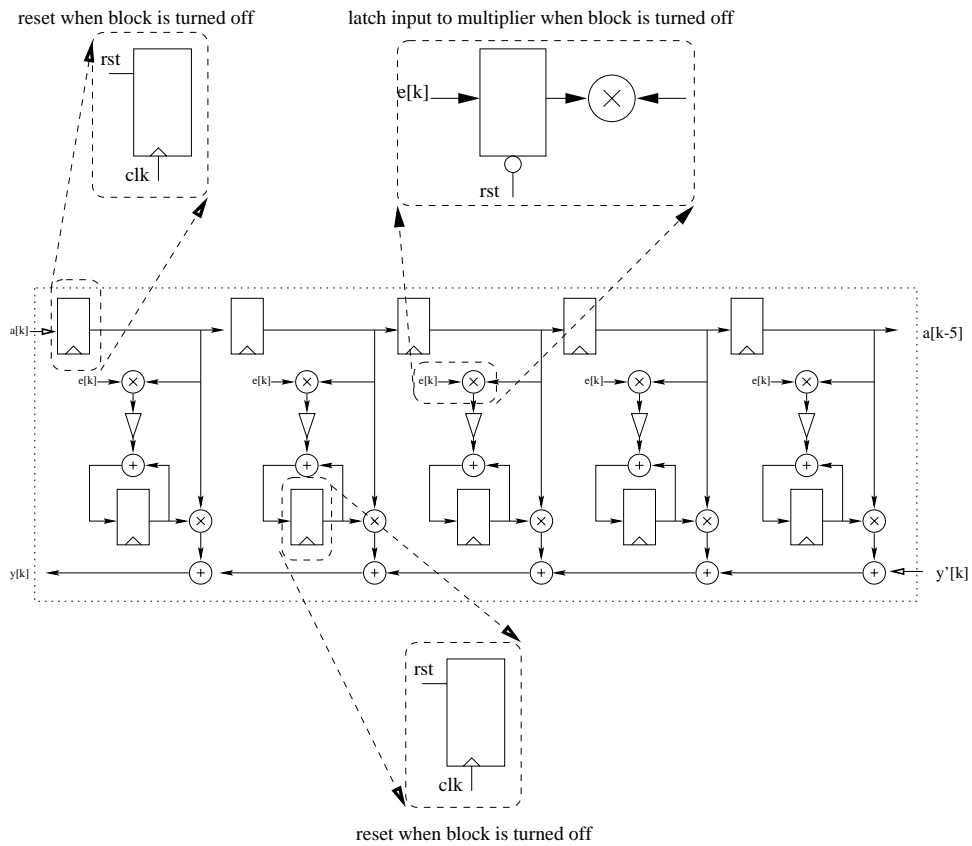 reset when block is turned off
latch input to multiplier when block is turned off
rst
clk
e[k]
×
rst
a[k]
a[k-5]
e[k] × e[k] × e[k] × e[k] × e[k] ×
+ + + + +
× × × × ×
y[k] + + + + + y'[k]
rst
clk
reset when block is turned off